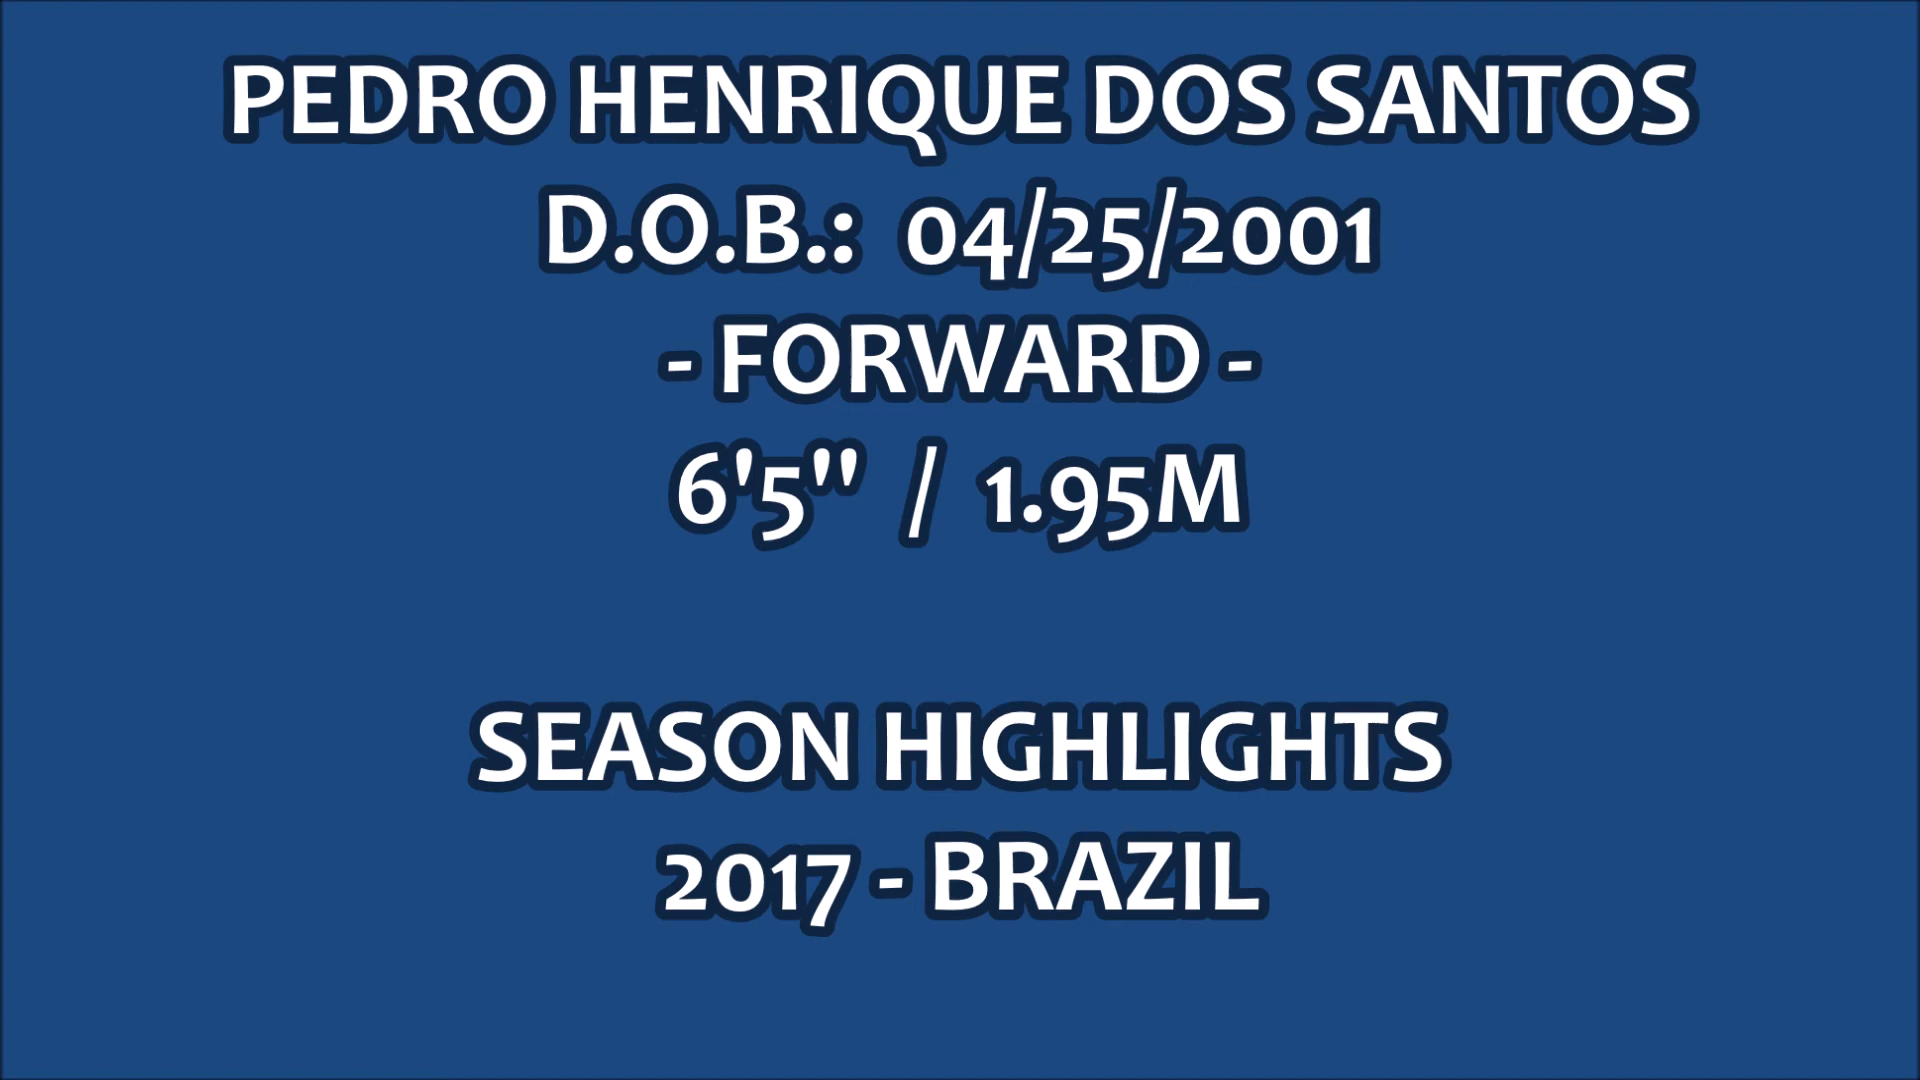 PEDRO HENRIQUE DOS SANTOS
D.O.B.: 04/25/2001
- FORWARD -
6'5" / 1.95M
SEASON HIGHLIGHTS
2017 - BRAZIL